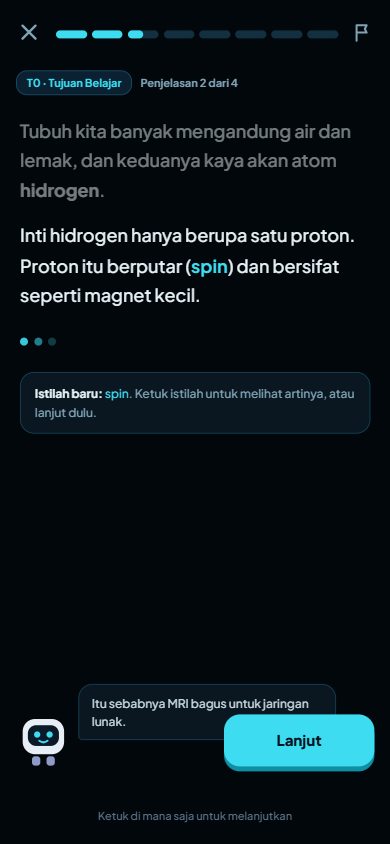 T0 · Tujuan Belajar
Penjelasan 2 dari 4
Tubuh kita banyak mengandung air dan
lemak, dan keduanya kaya akan atom
hidrogen.
Inti hidrogen hanya berupa satu proton.
Proton itu berputar (spin) dan bersifat
seperti magnet kecil.
Istilah baru: spin. Ketuk istilah untuk melihat artinya, atau
lanjut dulu.
Itu sebabnya MRI bagus untuk jaringan
lunak.
Lanjut
Ketuk di mana saja untuk melanjutkan